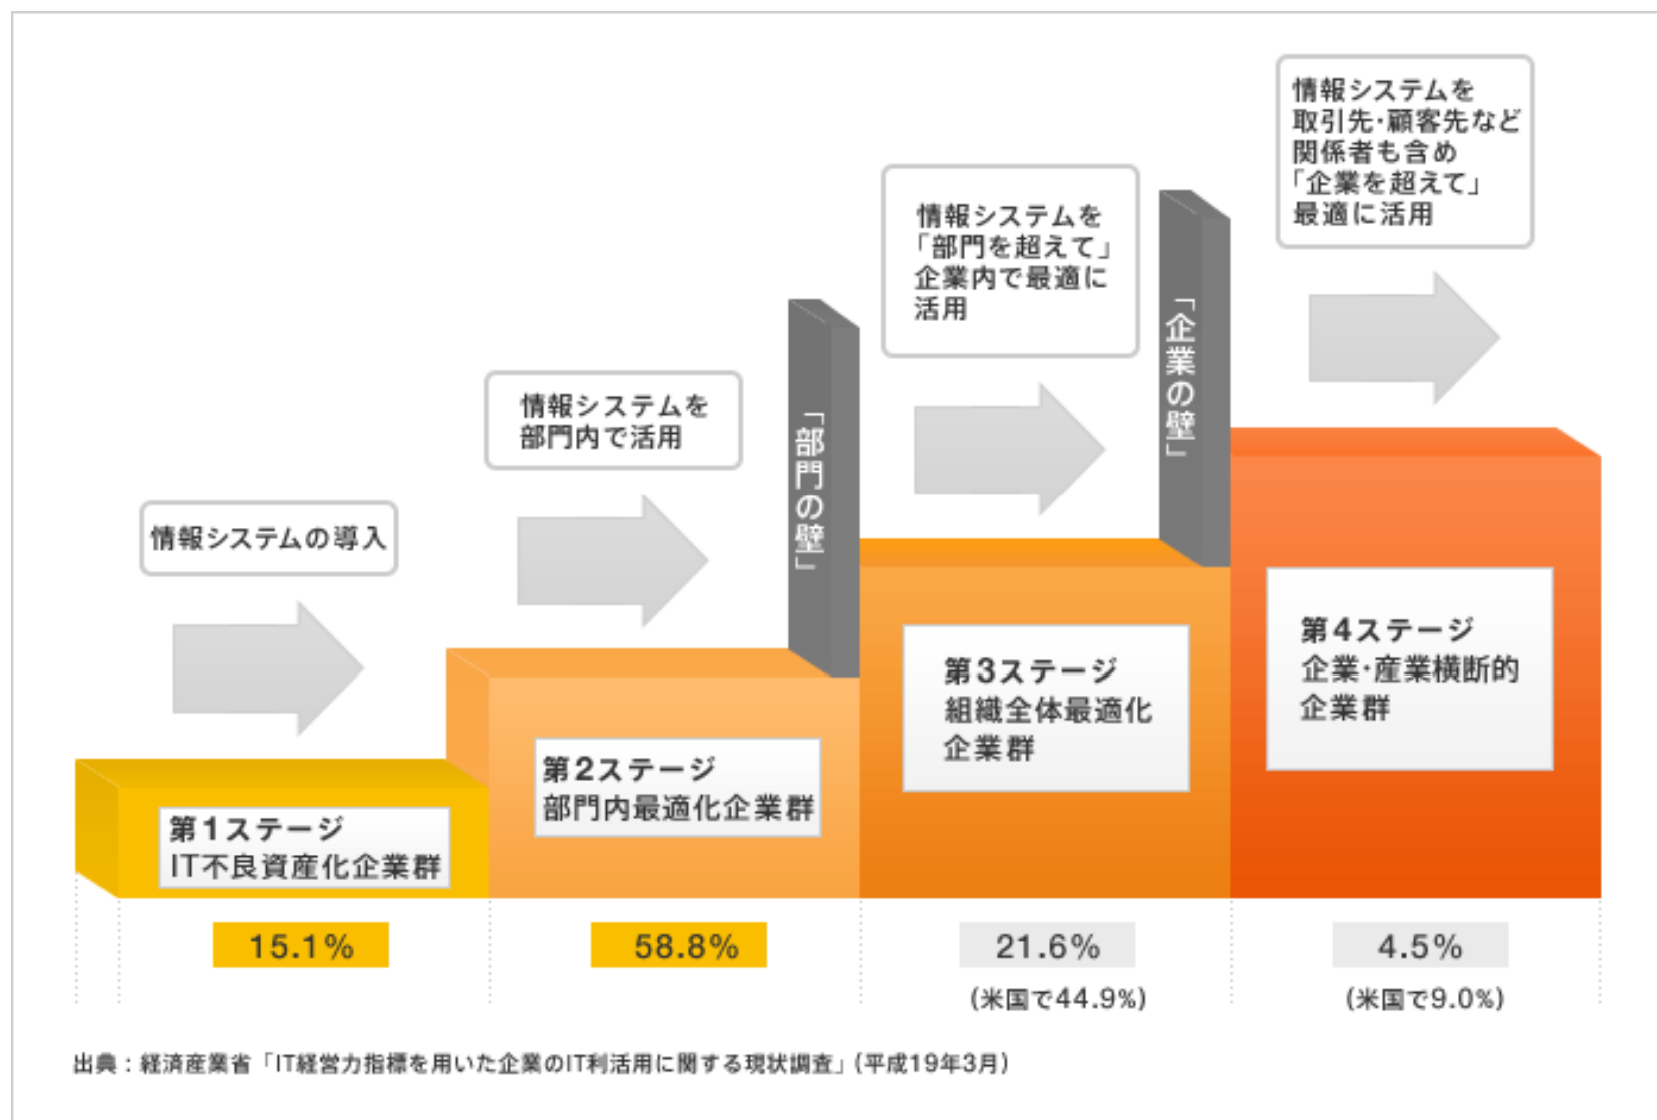 情報システムを
取引先・顧客先など
関係者も含め
「企業を超えて」
最適に活用
情報システムを
「部門を超えて」
企業内で最適に
活用
「企業の壁」
情報システムを
部門内で活用
「部門の壁」
情報システムの導入
第1ステージ
IT不良資産化企業群
第2ステージ
部門内最適化企業群
第3ステージ
組織全体最適化
企業群
第4ステージ
企業・産業横断的
企業群
15.1%
58.8%
21.6%
4.5%
(米国で44.9%)
(米国で9.0%)
出典：経済産業省「IT経営力指標を用いた企業のIT利活用に関する現状調査」(平成19年3月)